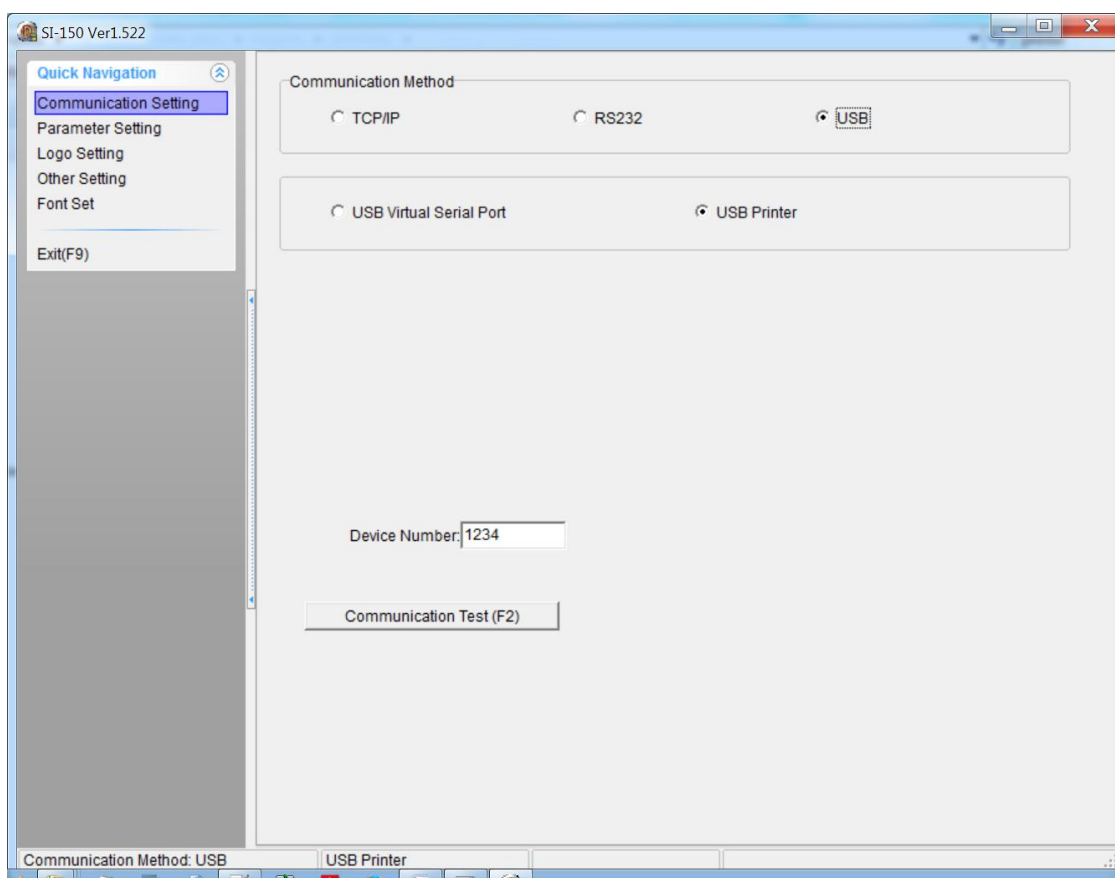 SI-150 Ver1.522
Quick Navigation
Communication Setting
Parameter Setting
Logo Setting
Other Setting
Font Set
Exit(F9)
Communication Method
TCP/IP RS232 USB
USB Virtual Serial Port USB Printer
Device Number: 1234
Communication Test (F2)
Communication Method: USB USB Printer